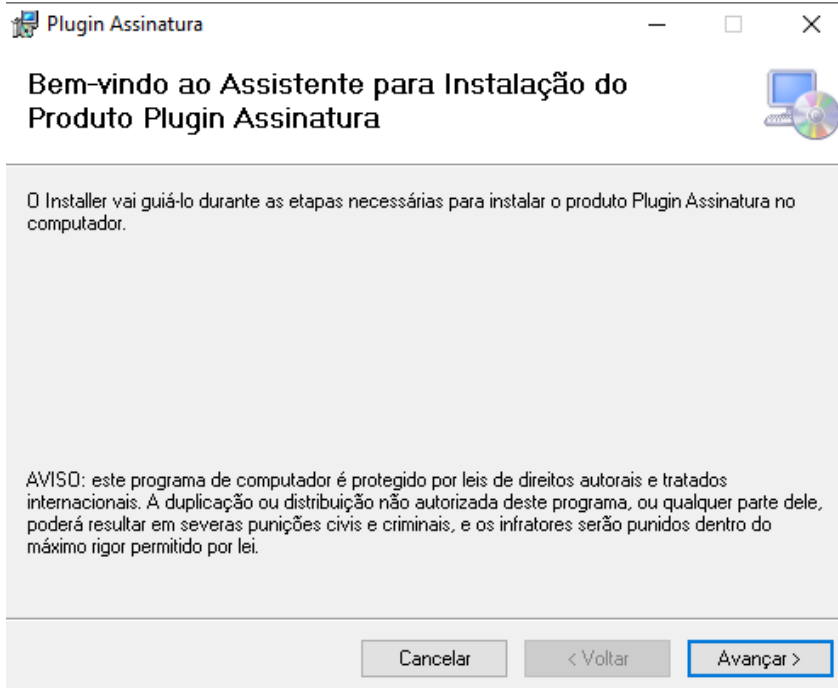 Plugin Assinatura
Bem-vindo ao Assistente para Instalação do
Produto Plugin Assinatura
O Installer vai guiá-lo durante as etapas necessárias para instalar o produto Plugin Assinatura no
computador.
AVISO: este programa de computador é protegido por leis de direitos autorais e tratados
internacionais. A duplicação ou distribuição não autorizada deste programa, ou qualquer parte dele,
poderá resultar em severas punições civis e criminais, e os infratores serão punidos dentro do
máximo rigor permitido por lei.
Cancelar
< Voltar
Avançar >